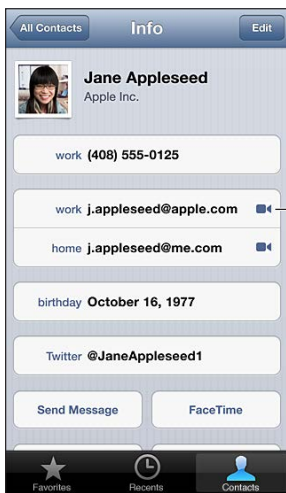 All Contacts Info Edit
Jane Appleseed
Apple Inc.
work (408) 555-0125
work j.appleseed@apple.com
home j.appleseed@me.com
birthday October 16, 1977
Twitter @JaneAppleseed1
Send Message FaceTime
Favorites Recents Contacts